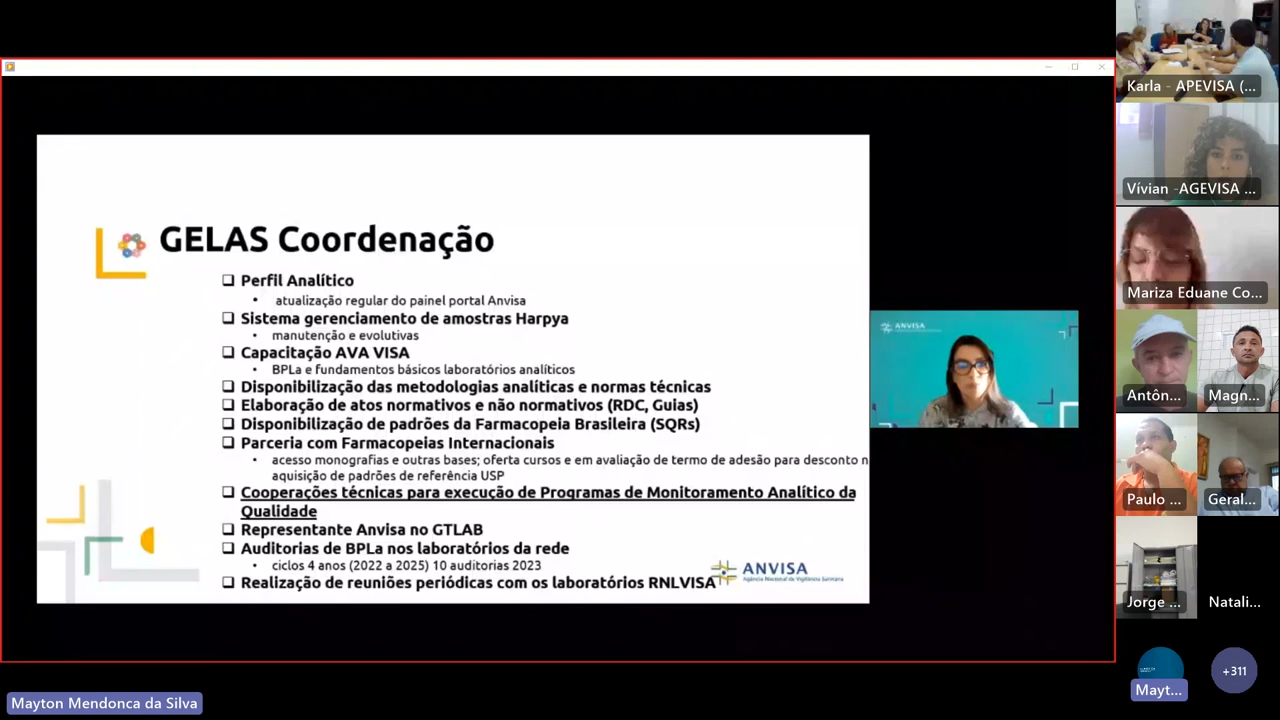 GELAS Coordenação
❑ Perfil Analítico
• atualização regular do painel portal Anvisa
❑ Sistema gerenciamento de amostras Harpya
• manutenção e evolutivas
❑ Capacitação AVA VISA
• BPLa e fundamentos básicos laboratórios analíticos
❑ Disponibilização das metodologias analíticas e normas técnicas
❑ Elaboração de atos normativos e não normativos (RDC, Guias)
❑ Disponibilização de padrões da Farmacopeia Brasileira (SQRs)
❑ Parceria com Farmacopeias Internacionais
• acesso monografias e outras bases; oferta cursos e em avaliação de termo de adesão para desconto n
aquisição de padrões de referência USP
❑ Cooperações técnicas para execução de Programas de Monitoramento Analítico da
Qualidade
❑ Representante Anvisa no GTLAB
❑ Auditorias de BPLa nos laboratórios da rede
• ciclos 4 anos (2022 a 2025) 10 auditorias 2023
❑ Realização de reuniões periódicas com os laboratórios RNLVISA
ANVISA
Agência Nacional de Vigilância Sanitária
ANVISA
Karla - APEVISA (...
Vívian -AGEVISA ...
Mariza Eduane Co...
Antôn...
Magn...
Paulo ...
Geral...
Jorge ...
Natali...
Mayt...
+311
Mayton Mendonca da Silva